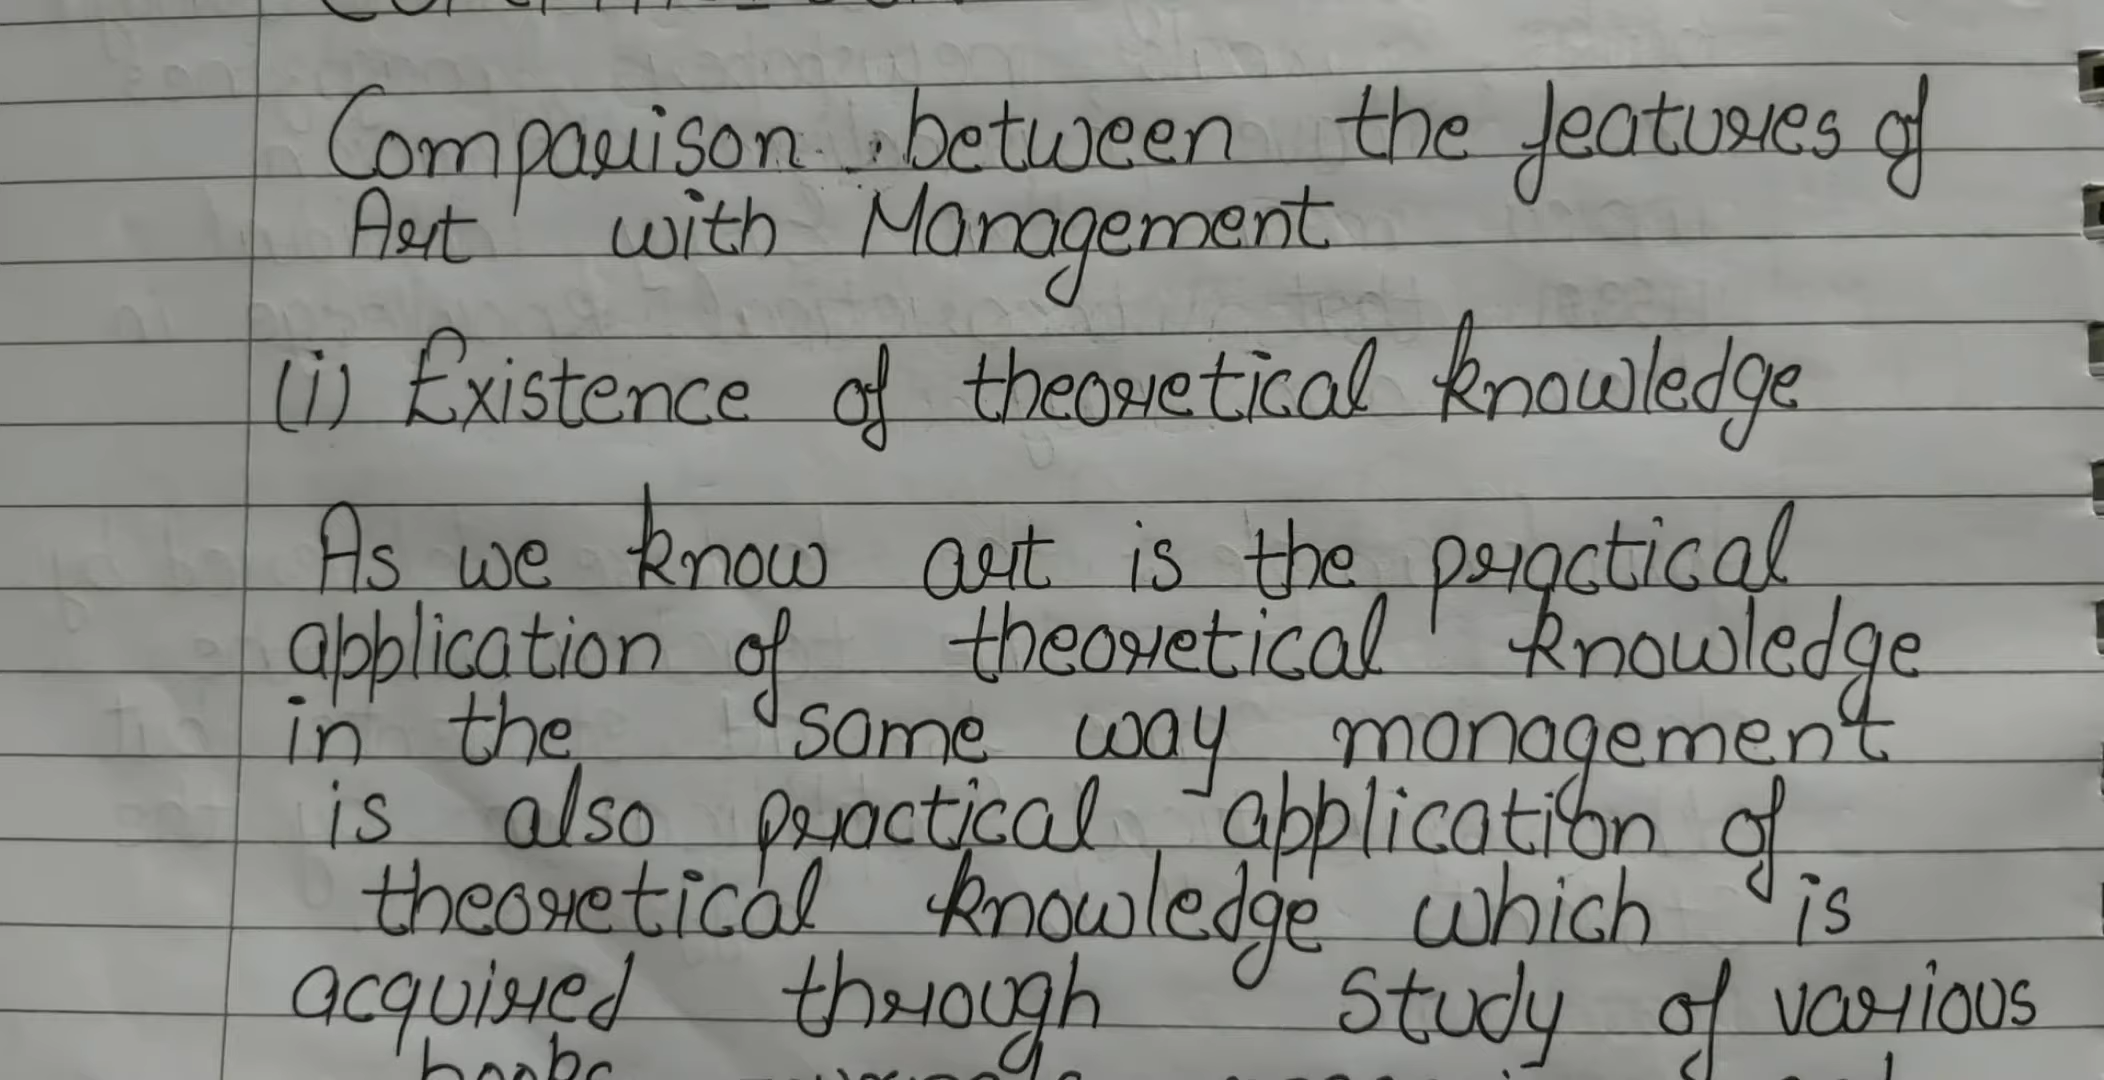 Comparison between the features of
Art with Management
(i) Existence of theoretical knowledge
As we know art is the practical
application of theoretical knowledge
in the same way management
is also practical application of
theoretical knowledge which is
acquired through study of various
books